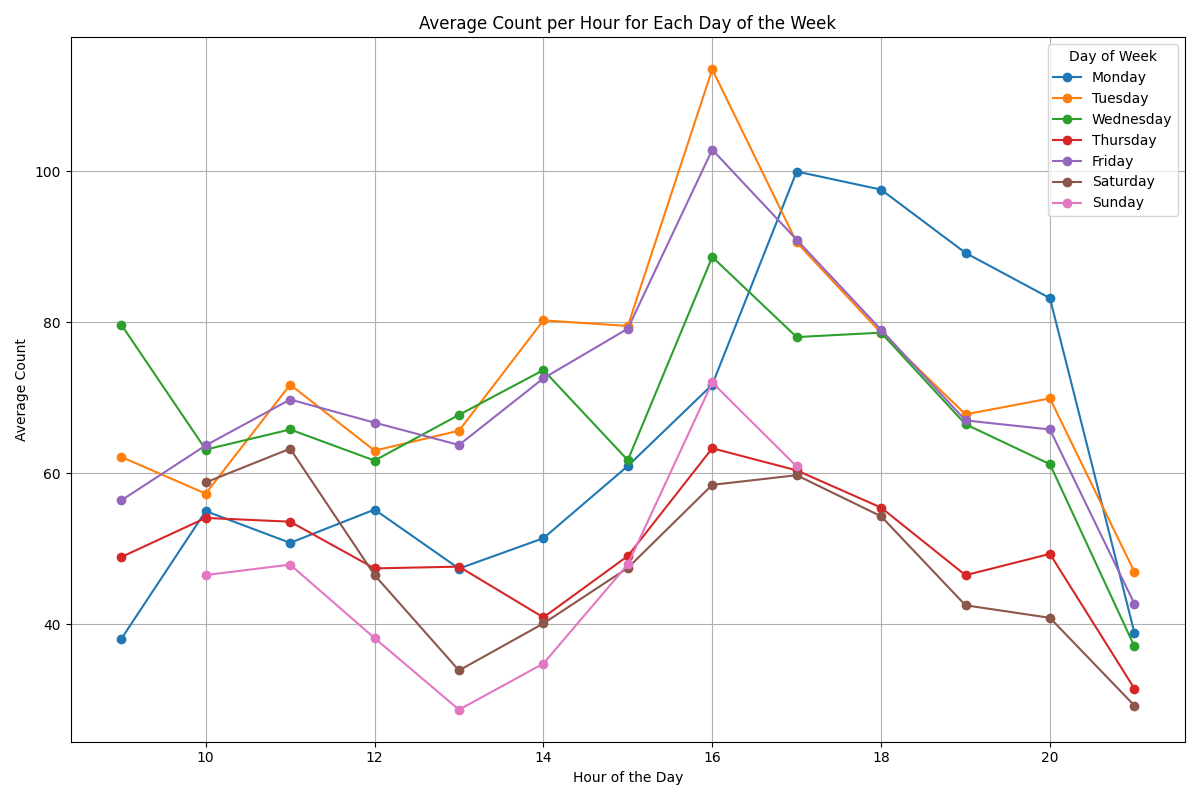 Average Count per Hour for Each Day of the Week
Day of Week
Monday
Tuesday
Wednesday
Thursday
Friday
Saturday
Sunday
Average Count
100
80
60
40
10 12 14 16 18 20
Hour of the Day